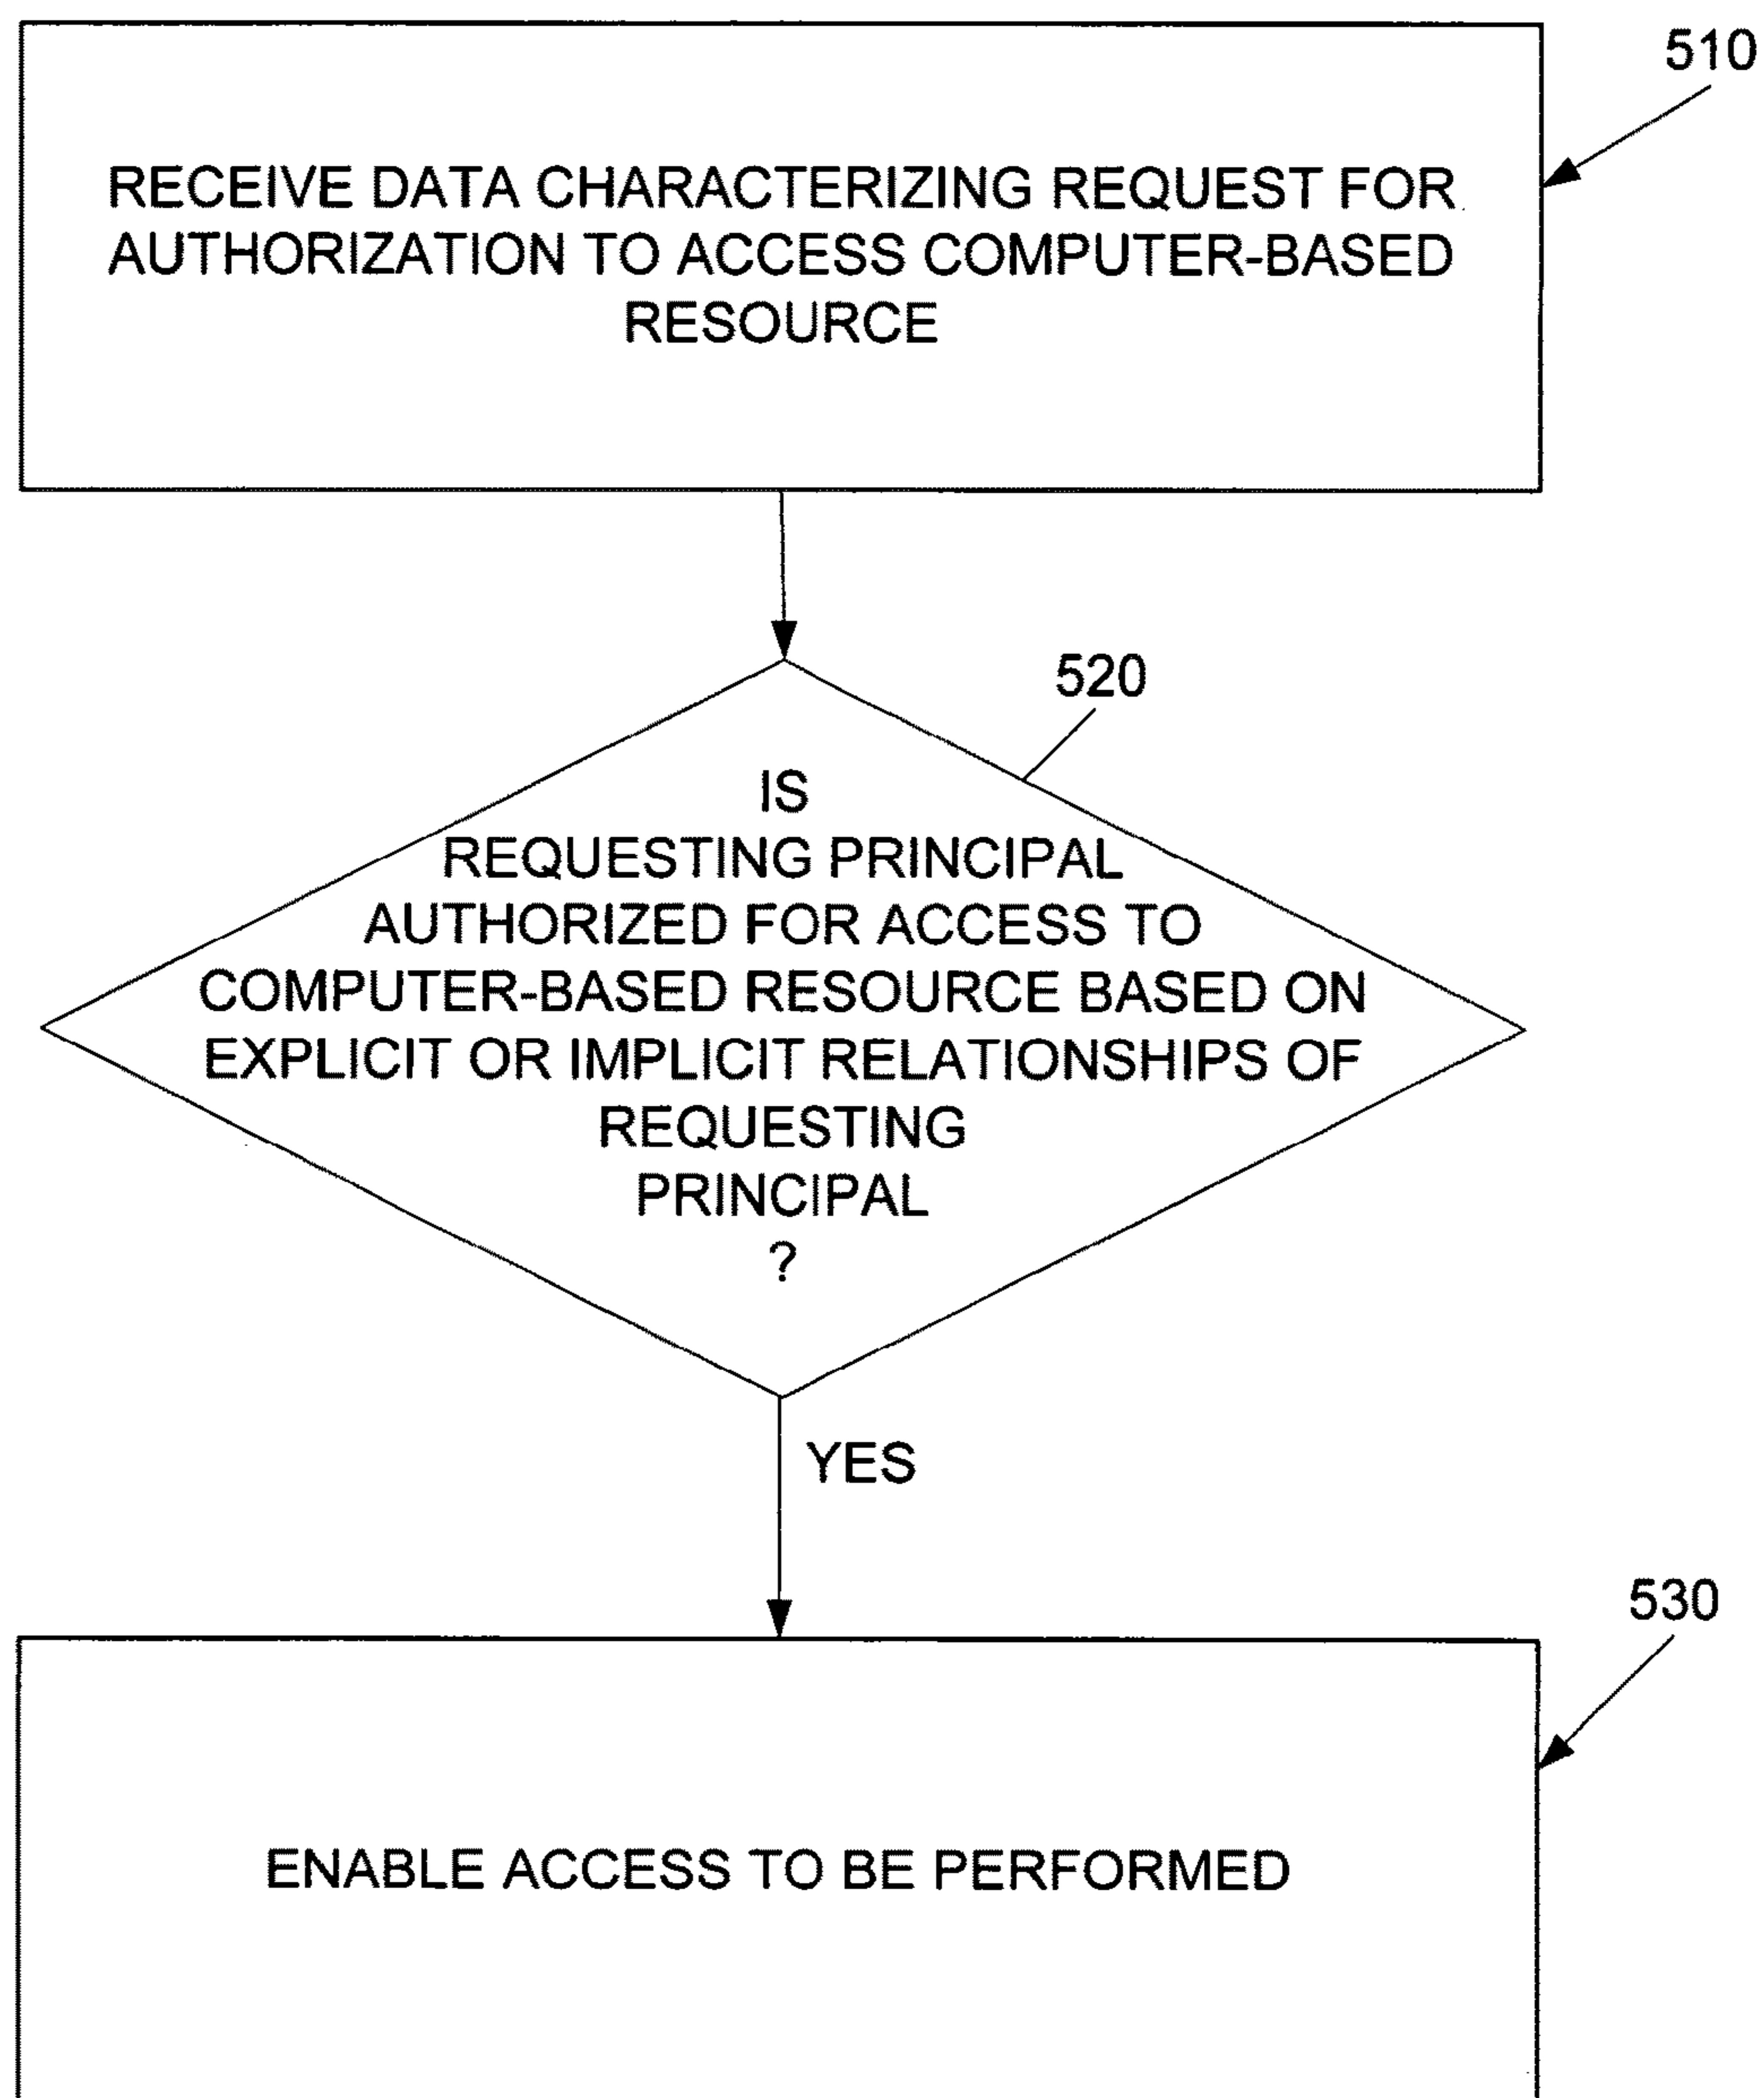 510
RECEIVE DATA CHARACTERIZING REQUEST FOR
AUTHORIZATION TO ACCESS COMPUTER-BASED
RESOURCE
520
IS
REQUESTING PRINCIPAL
AUTHORIZED FOR ACCESS TO
COMPUTER-BASED RESOURCE BASED ON
EXPLICIT OR IMPLICIT RELATIONSHIPS OF
REQUESTING
PRINCIPAL
?
YES
530
ENABLE ACCESS TO BE PERFORMED